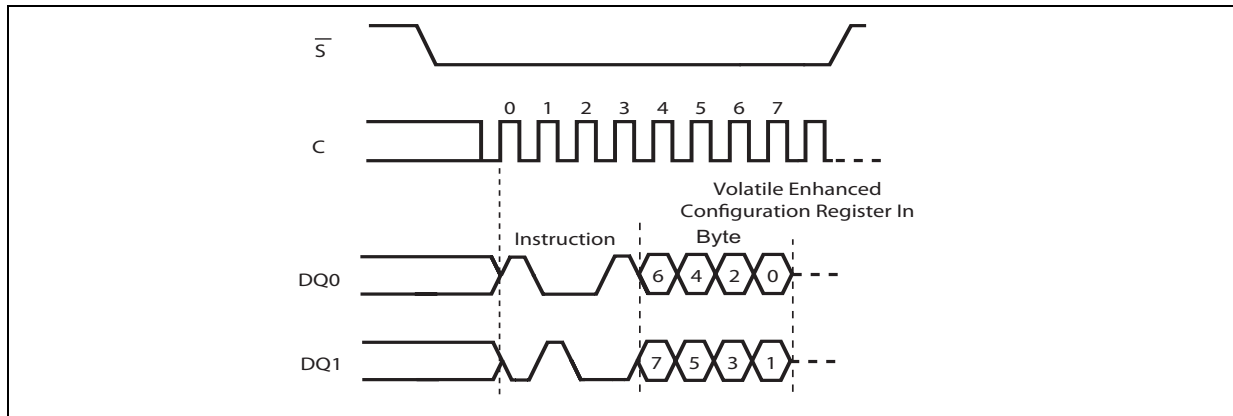 S
0 1 2 3 4 5 6 7
C
Volatile Enhanced
Configuration Register In
Instruction Byte
DQ0 6 4 2 0
DQ1 7 5 3 1